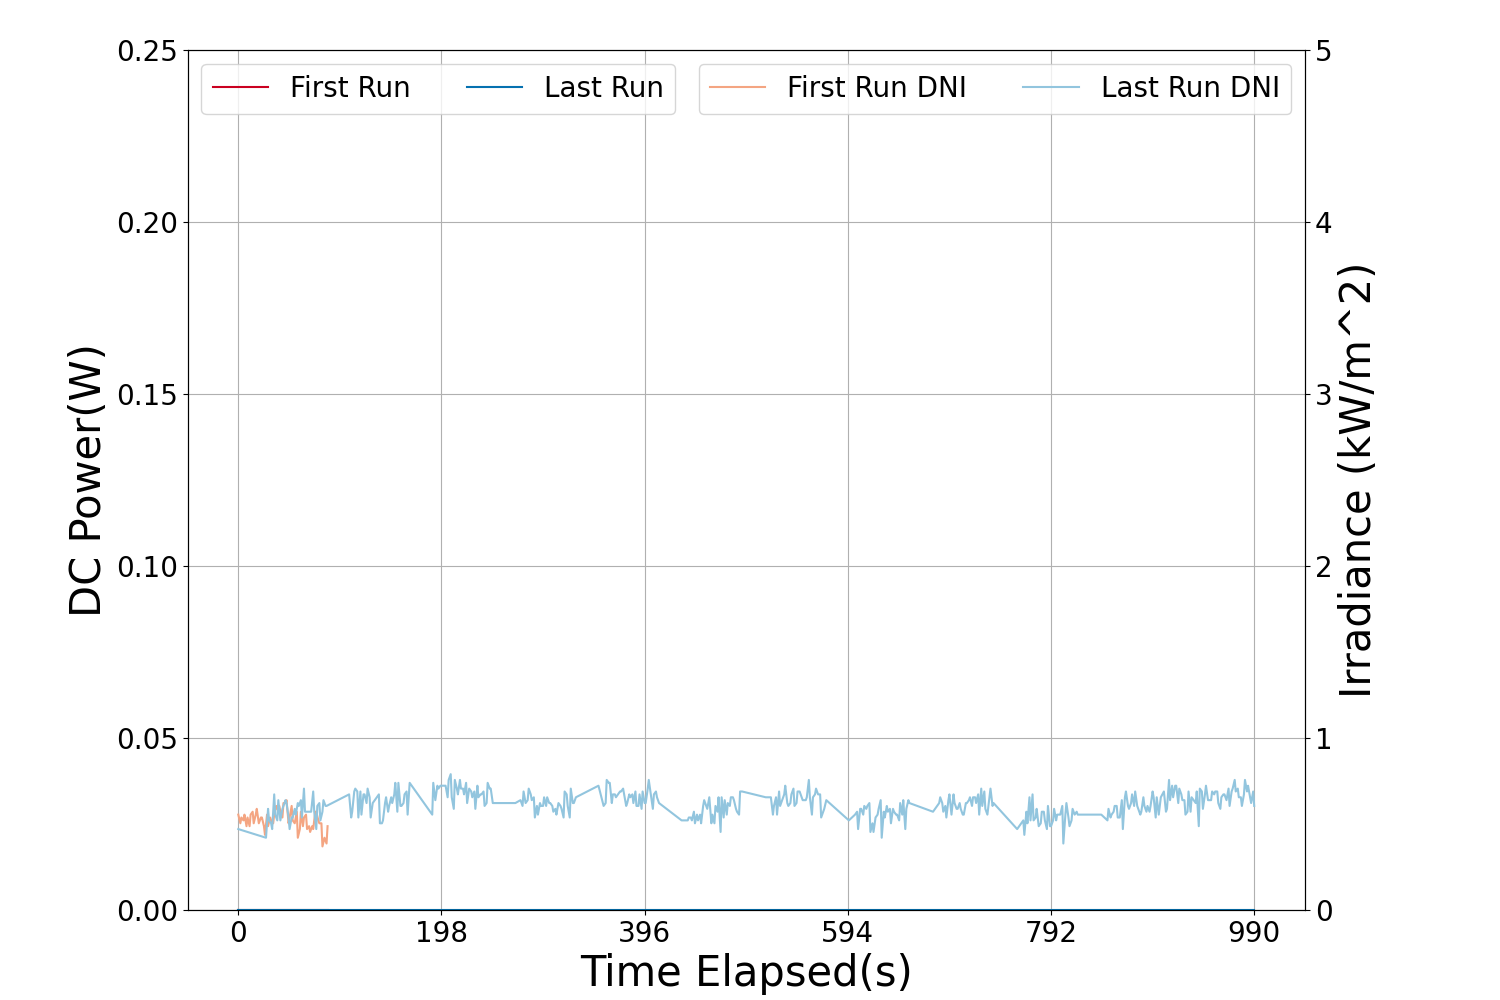 First Run Last Run First Run DNI Last Run DNI
0.25
0.20
0.15
0.10
0.05
0.00
DC Power(W)
5
4
3
2
1
0
Irradiance (kW/m^2)
0 198 396 594 792 990
Time Elapsed(s)